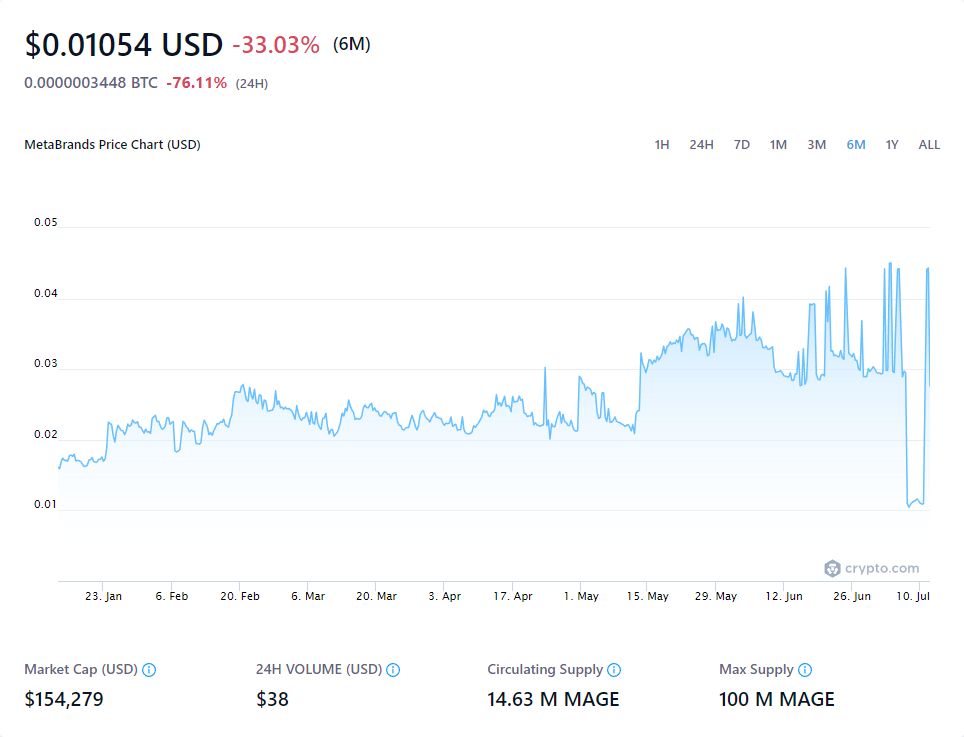 $0.01054 USD -33.03% (6M)
0.0000003448 BTC -76.11% (24H)
MetaBrands Price Chart (USD) 1H 24H 7D 1M 3M 6M 1Y ALL
0.05
0.04
0.03
0.02
0.01
crypto.com
23. Jan 6. Feb 20. Feb 6. Mar 20. Mar 3. Apr 17. Apr 1. May 15. May 29. May 12. Jun 26. Jun 10. Jul
Market Cap (USD) 24H VOLUME (USD) Circulating Supply Max Supply
$154,279 $38 14.63 M MAGE 100 M MAGE